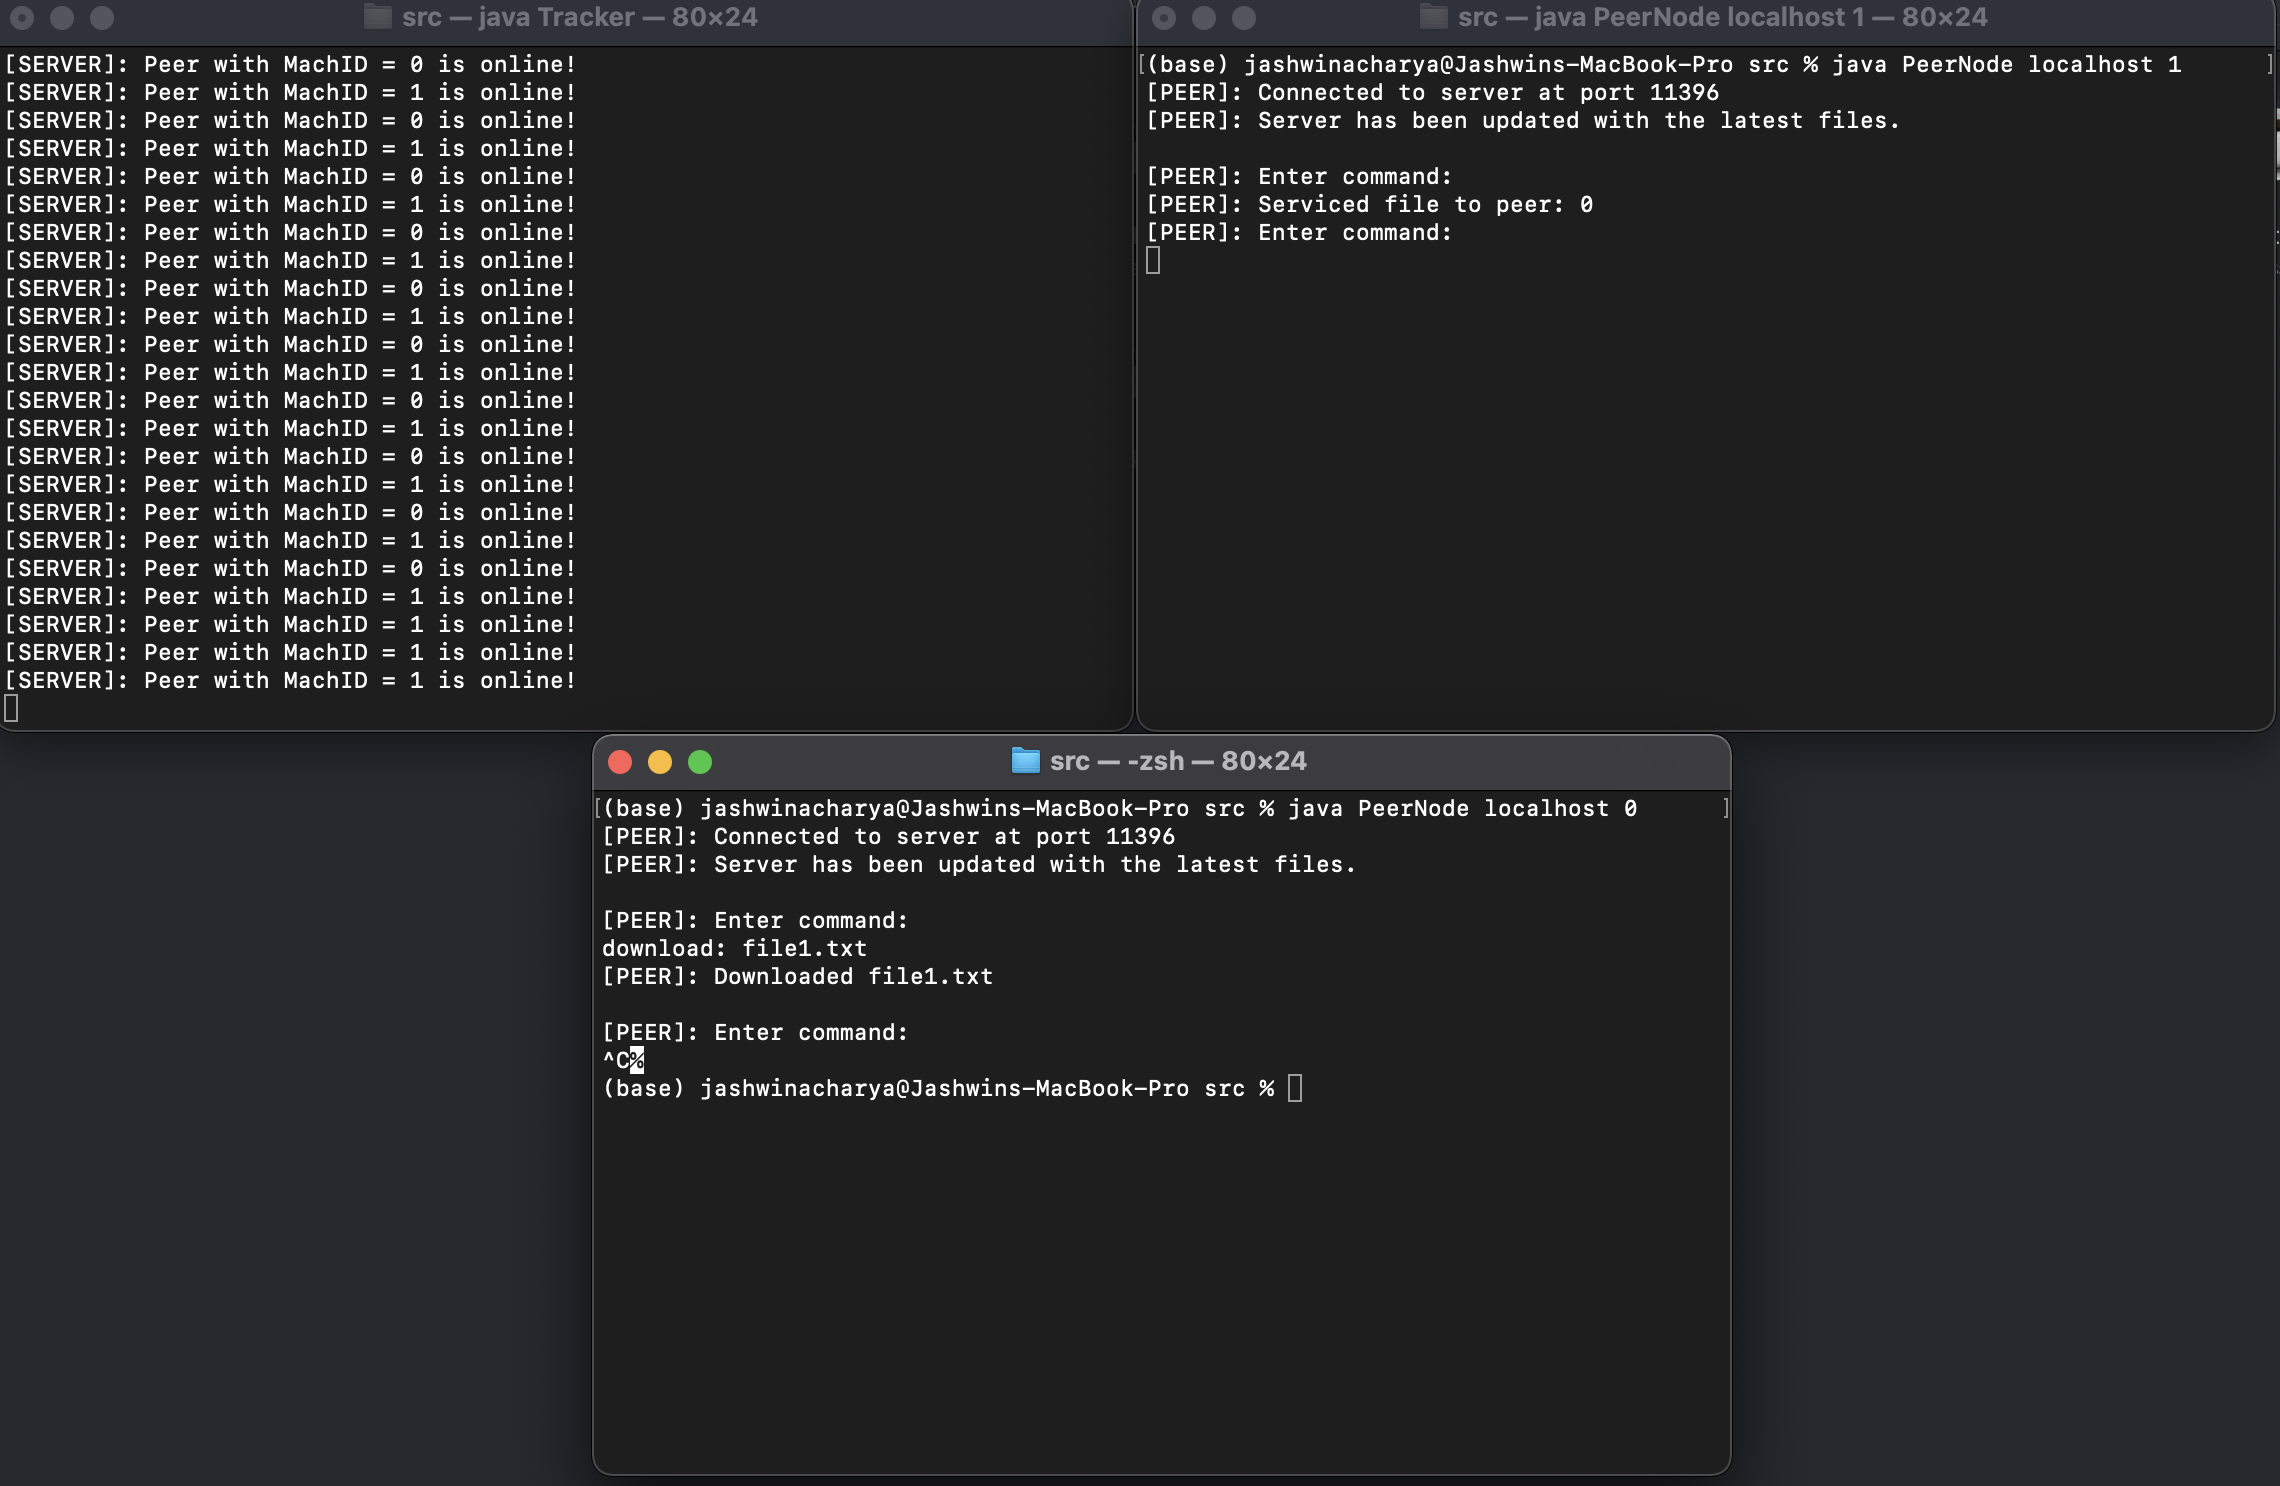 src — java Tracker — 80×24
[SERVER]: Peer with MachID = 0 is online!
[SERVER]: Peer with MachID = 1 is online!
[SERVER]: Peer with MachID = 0 is online!
[SERVER]: Peer with MachID = 1 is online!
[SERVER]: Peer with MachID = 0 is online!
[SERVER]: Peer with MachID = 1 is online!
[SERVER]: Peer with MachID = 0 is online!
[SERVER]: Peer with MachID = 1 is online!
[SERVER]: Peer with MachID = 0 is online!
[SERVER]: Peer with MachID = 1 is online!
[SERVER]: Peer with MachID = 0 is online!
[SERVER]: Peer with MachID = 1 is online!
[SERVER]: Peer with MachID = 0 is online!
[SERVER]: Peer with MachID = 1 is online!
[SERVER]: Peer with MachID = 0 is online!
[SERVER]: Peer with MachID = 1 is online!
[SERVER]: Peer with MachID = 0 is online!
[SERVER]: Peer with MachID = 1 is online!
[SERVER]: Peer with MachID = 0 is online!
[SERVER]: Peer with MachID = 1 is online!
[SERVER]: Peer with MachID = 1 is online!
[SERVER]: Peer with MachID = 1 is online!
[SERVER]: Peer with MachID = 1 is online!
src — java PeerNode localhost 1 — 80×24
[(base) jashwinacharya@Jashwins-MacBook-Pro src % java PeerNode localhost 1 ]
[PEER]: Connected to server at port 11396
[PEER]: Server has been updated with the latest files.
[PEER]: Enter command:
[PEER]: Serviced file to peer: 0
[PEER]: Enter command:
src — -zsh — 80×24
[(base) jashwinacharya@Jashwins-MacBook-Pro src % java PeerNode localhost 0 ]
[PEER]: Connected to server at port 11396
[PEER]: Server has been updated with the latest files.
[PEER]: Enter command:
download: file1.txt
[PEER]: Downloaded file1.txt
[PEER]: Enter command:
^C%
(base) jashwinacharya@Jashwins-MacBook-Pro src %